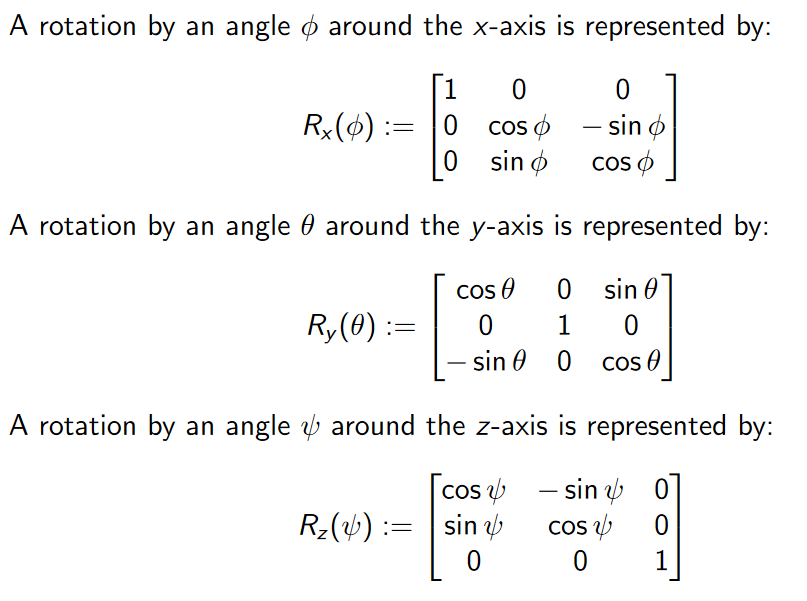 A rotation by an angle ϕ around the x-axis is represented by:
R_x(ϕ) := [1 0 0
0 cos ϕ − sin ϕ
0 sin ϕ cos ϕ]
A rotation by an angle θ around the y-axis is represented by:
R_y(θ) := [cos θ 0 sin θ
0 1 0
− sin θ 0 cos θ]
A rotation by an angle ψ around the z-axis is represented by:
R_z(ψ) := [cos ψ − sin ψ 0
sin ψ cos ψ 0
0 0 1]